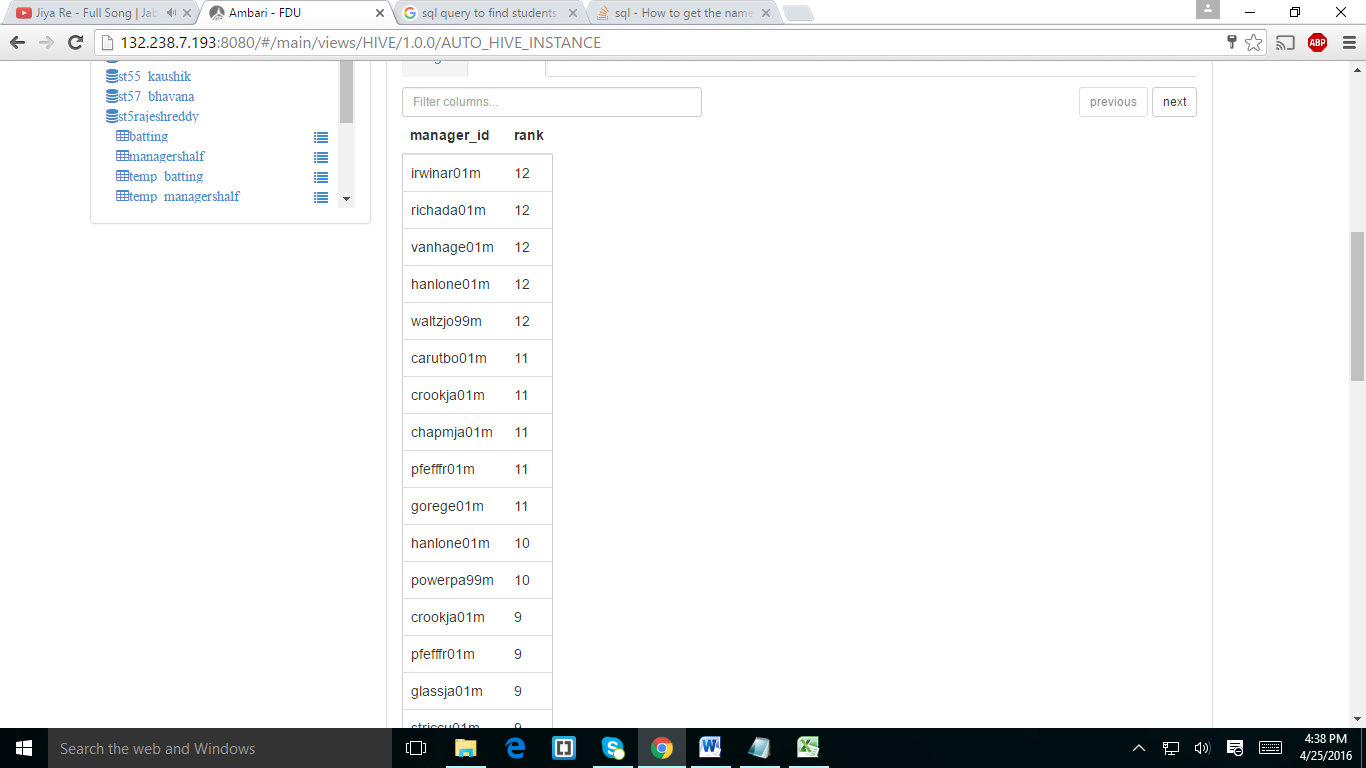 Jiya Re - Full Song | Jab
Ambari - FDU
sql query to find students
sql - How to get the name
132.238.7.193:8080/#/main/views/HIVE/1.0.0/AUTO_HIVE_INSTANCE
ABP
st55_kaushik
st57_bhavana
st5rajeshreddy
batting
managershalf
temp_batting
temp_managershalf
Filter columns...
previous
next
manager_id rank
irwinar01m 12
richada01m 12
vanhage01m 12
hanlone01m 12
waltzjo99m 12
carutbo01m 11
crookja01m 11
chapmja01m 11
pfefffr01m 11
gorege01m 11
hanlone01m 10
powerpa99m 10
crookja01m 9
pfefffr01m 9
glassja01m 9
9
Search the web and Windows
4:38 PM
4/25/2016